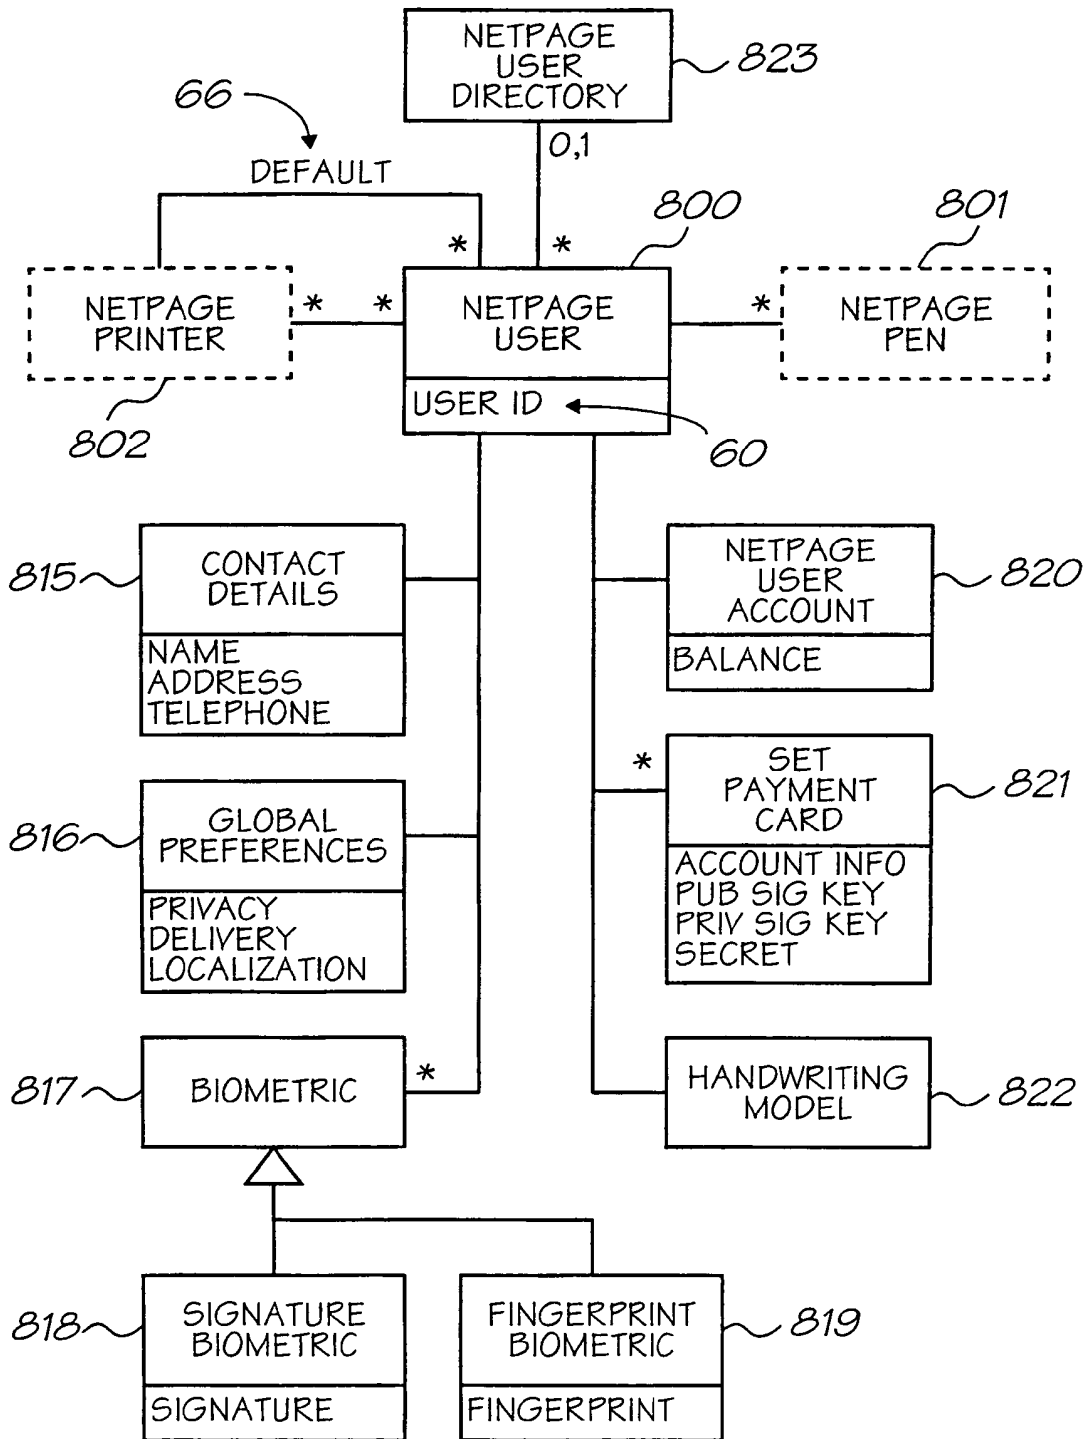 NETPAGE
USER
DIRECTORY
823
66
0,1
DEFAULT
800
801
*
*
NETPAGE
PRINTER
*
*
NETPAGE
USER
*
NETPAGE
PEN
USER ID
802
60
815
CONTACT
DETAILS
NAME
ADDRESS
TELEPHONE
NETPAGE
USER
ACCOUNT
820
BALANCE
816
GLOBAL
PREFERENCES
PRIVACY
DELIVERY
LOCALIZATION
*
SET
PAYMENT
CARD
821
ACCOUNT INFO
PUB SIG KEY
PRIV SIG KEY
SECRET
817
BIOMETRIC
*
HANDWRITING
MODEL
822
818
SIGNATURE
BIOMETRIC
SIGNATURE
FINGERPRINT
BIOMETRIC
819
FINGERPRINT